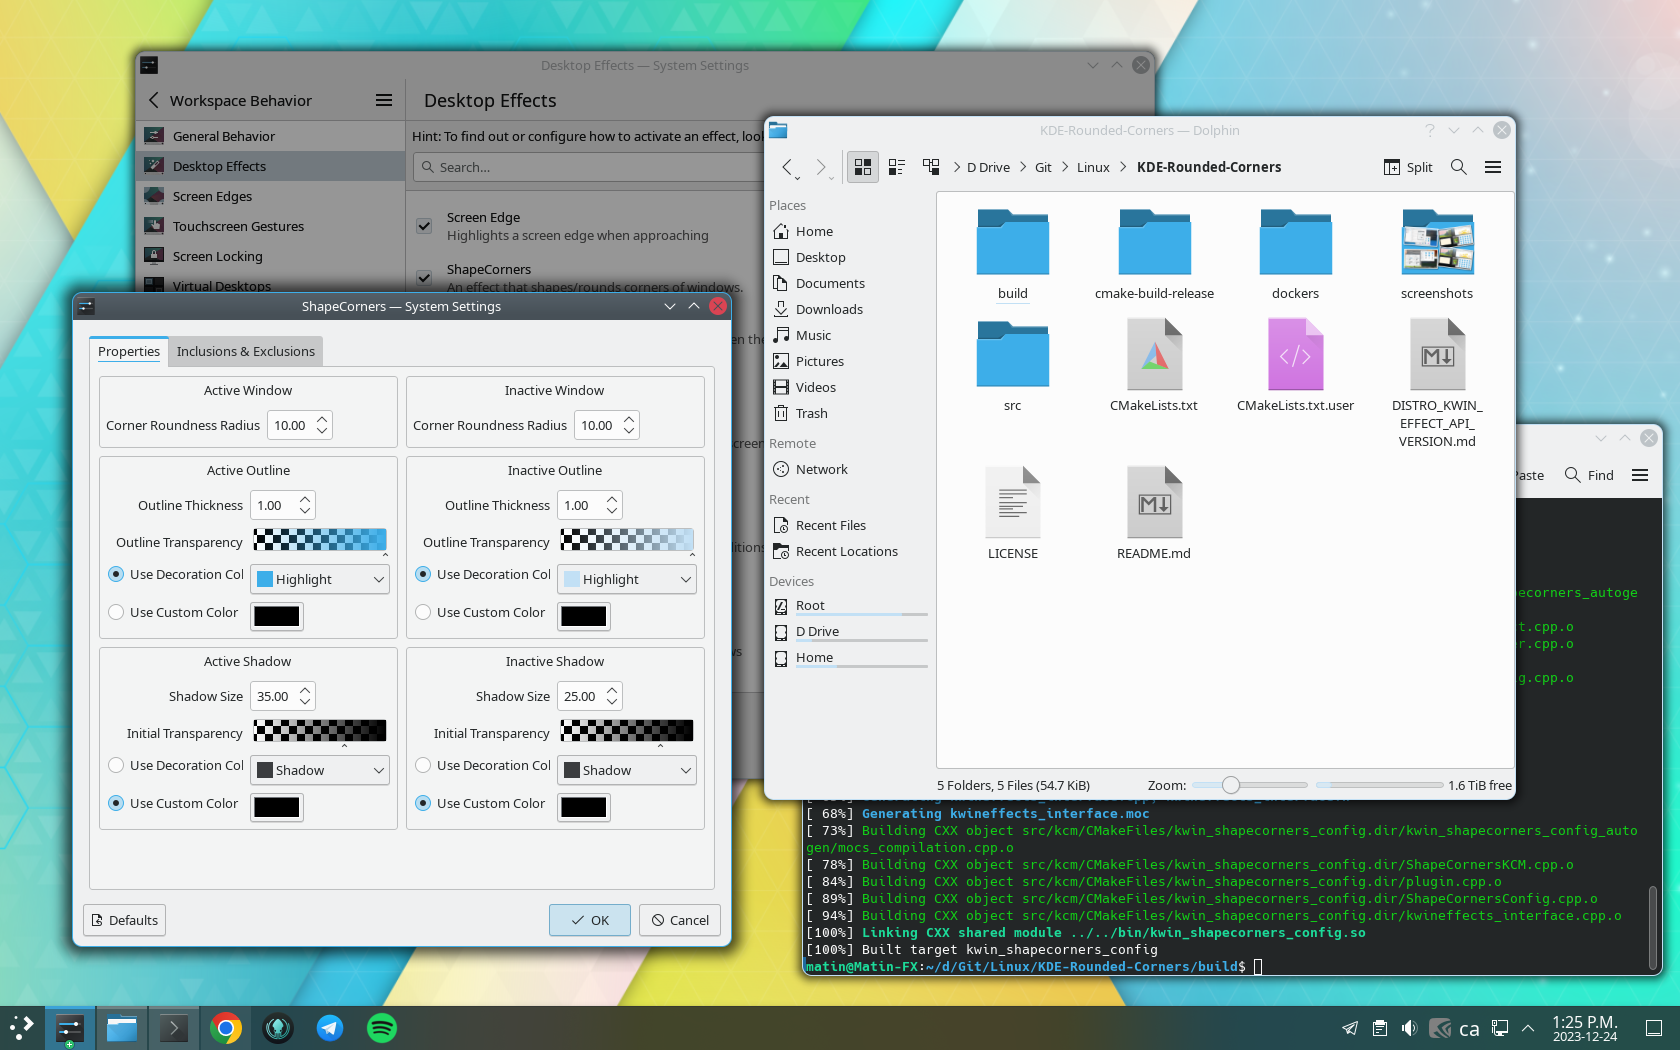 Desktop Effects — System Settings
Workspace Behavior
Desktop Effects
General Behavior
Desktop Effects
Screen Edges
Touchscreen Gestures
Screen Locking
Virtual Desktops
Hint: To find out or configure how to activate an effect, look
Search...
Screen Edge
Highlights a screen edge when approaching
ShapeCorners
An effect that shapes/rounds corners of windows.
ShapeCorners — System Settings
Properties
Inclusions & Exclusions
Active Window
Corner Roundness Radius 10.00
Inactive Window
Corner Roundness Radius 10.00
Active Outline
Outline Thickness 1.00
Outline Transparency
Use Decoration Col Highlight
Use Custom Color
Inactive Outline
Outline Thickness 1.00
Outline Transparency
Use Decoration Col Highlight
Use Custom Color
Active Shadow
Shadow Size 35.00
Initial Transparency
Use Decoration Col Shadow
Use Custom Color
Inactive Shadow
Shadow Size 25.00
Initial Transparency
Use Decoration Col Shadow
Use Custom Color
Defaults
OK
Cancel
KDE-Rounded-Corners — Dolphin
D Drive > Git > Linux > KDE-Rounded-Corners
Split
Places
Home
Desktop
Documents
Downloads
Music
Pictures
Videos
Trash
Remote
Network
Recent
Recent Files
Recent Locations
Devices
Root
D Drive
Home
build
cmake-build-release
dockers
screenshots
src
CMakeLists.txt
CMakeLists.txt.user
DISTRO_KWIN_
EFFECT_API_
VERSION.md
LICENSE
README.md
5 Folders, 5 Files (54.7 KiB)
Zoom:
1.6 TiB free
Paste
Find
ecorners_autoge
t.cpp.o
r.cpp.o
g.cpp.o
[ 68%] Generating kwineffects_interface.moc
[ 73%] Building CXX object src/kcm/CMakeFiles/kwin_shapecorners_config.dir/kwin_shapecorners_config_auto
gen/mocs_compilation.cpp.o
[ 78%] Building CXX object src/kcm/CMakeFiles/kwin_shapecorners_config.dir/ShapeCornersKCM.cpp.o
[ 84%] Building CXX object src/kcm/CMakeFiles/kwin_shapecorners_config.dir/plugin.cpp.o
[ 89%] Building CXX object src/kcm/CMakeFiles/kwin_shapecorners_config.dir/ShapeCornersConfig.cpp.o
[ 94%] Building CXX object src/kcm/CMakeFiles/kwin_shapecorners_config.dir/kwineffects_interface.cpp.o
[100%] Linking CXX shared module ../../bin/kwin_shapecorners_config.so
[100%] Built target kwin_shapecorners_config
matin@Matin-FX:~/d/Git/Linux/KDE-Rounded-Corners/build$
ca
1:25 P.M.
2023-12-24